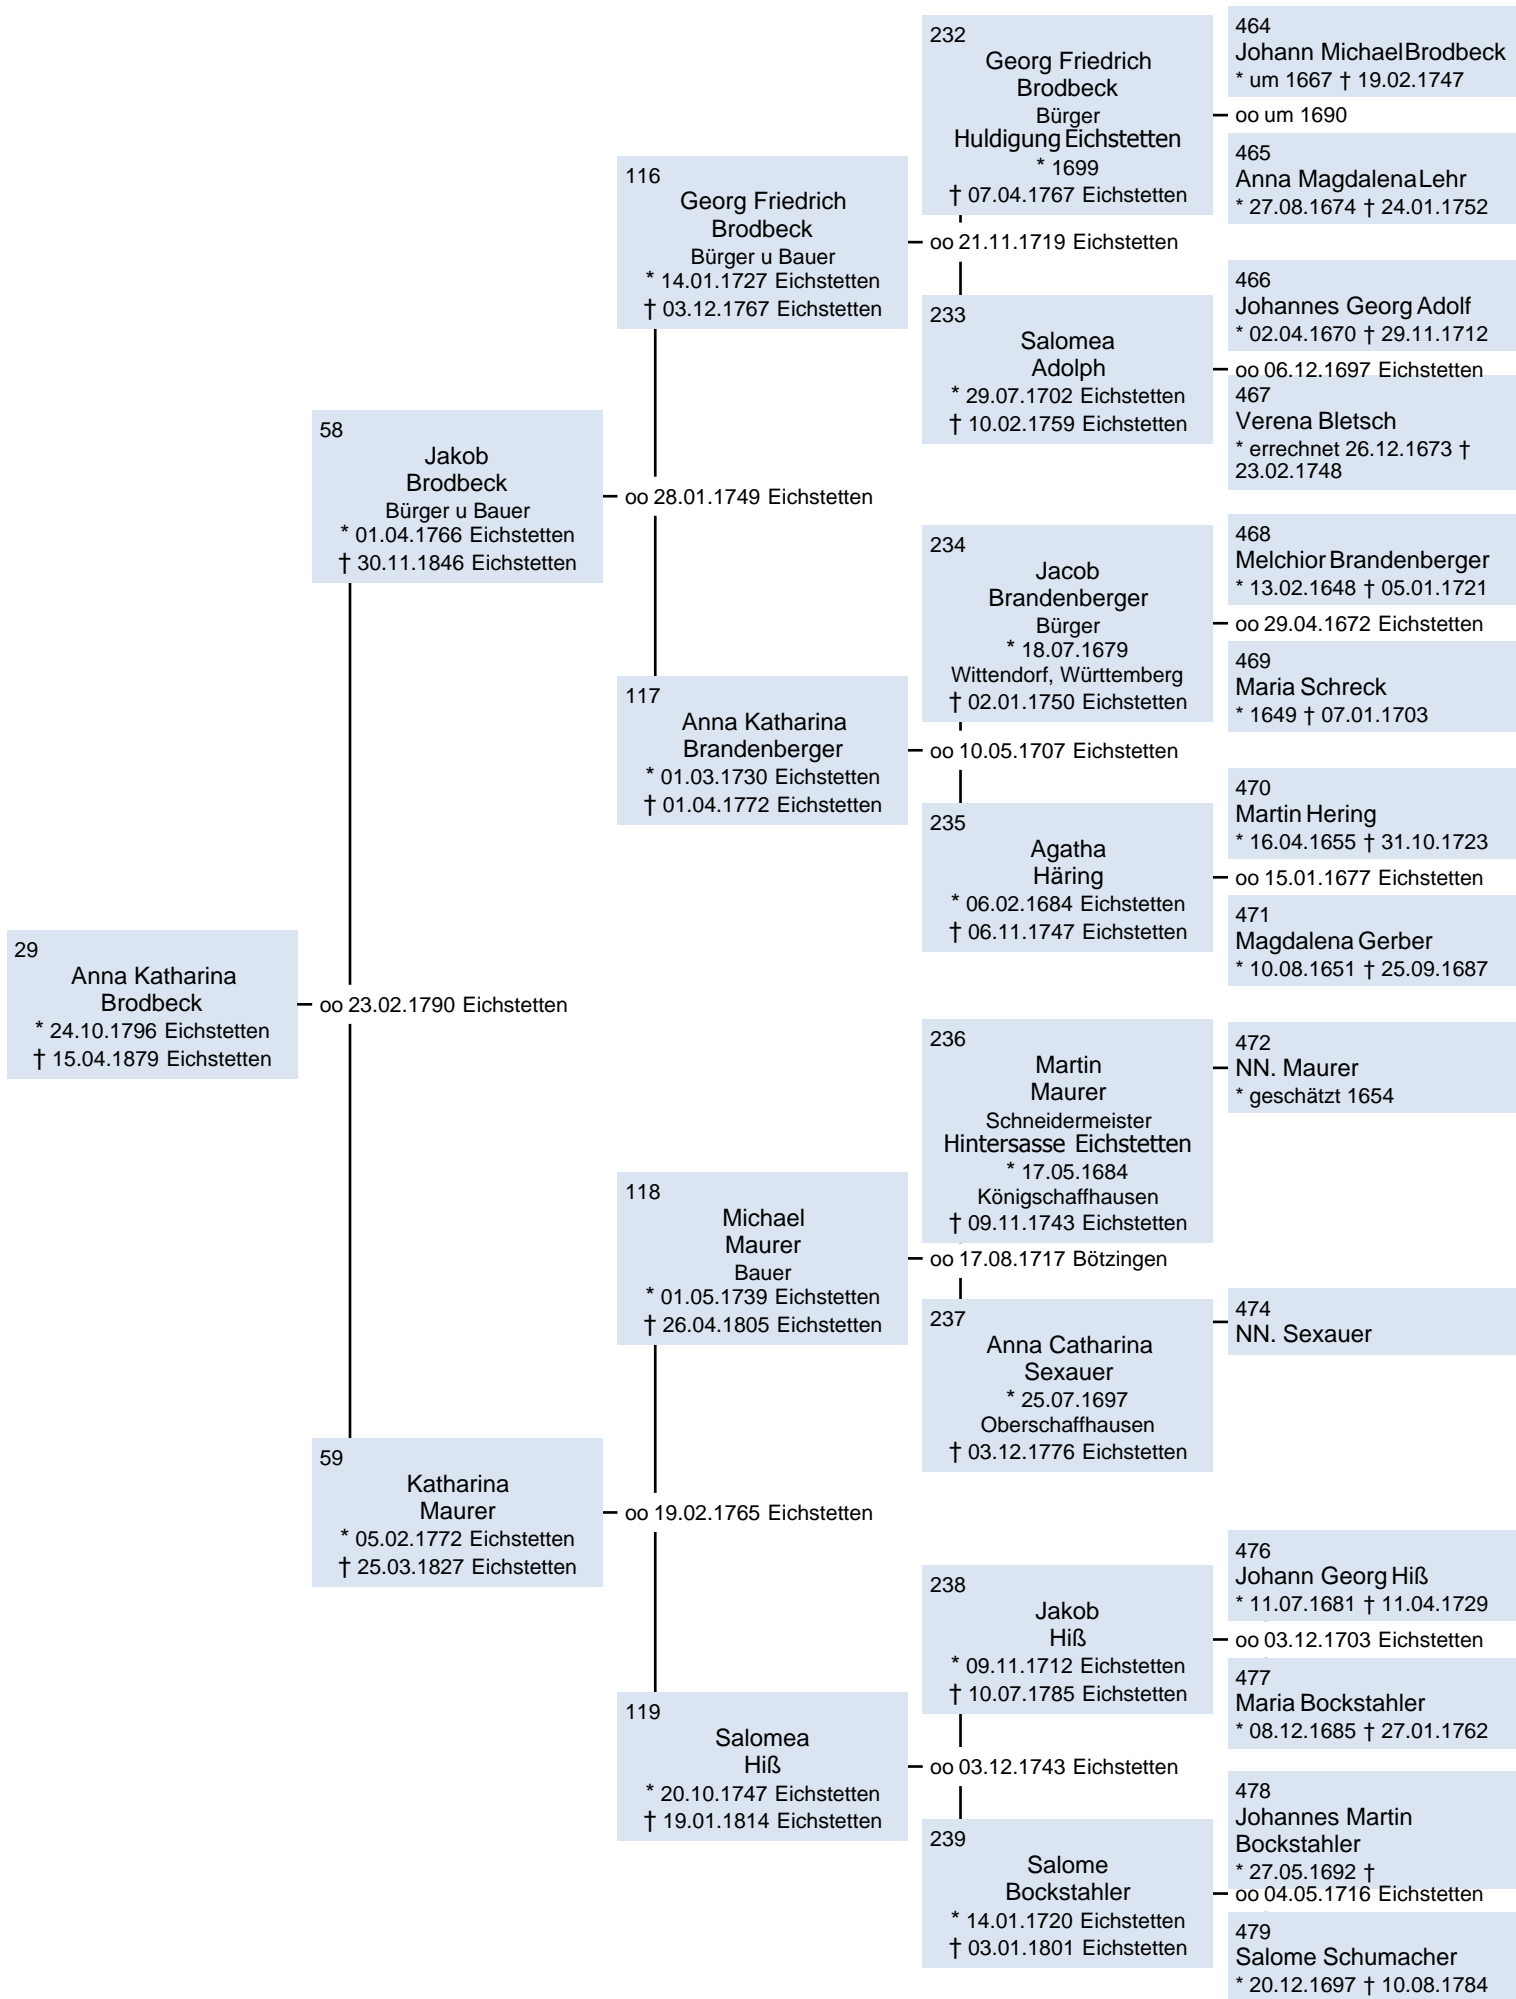 29
Anna Katharina
Brodbeck
* 24.10.1796 Eichstetten
† 15.04.1879 Eichstetten
oo 23.02.1790 Eichstetten
58
Jakob
Brodbeck
Bürger u Bauer
* 01.04.1766 Eichstetten
† 30.11.1846 Eichstetten
oo 28.01.1749 Eichstetten
59
Katharina
Maurer
* 05.02.1772 Eichstetten
† 25.03.1827 Eichstetten
oo 19.02.1765 Eichstetten
116
Georg Friedrich
Brodbeck
Bürger u Bauer
* 14.01.1727 Eichstetten
† 03.12.1767 Eichstetten
oo 21.11.1719 Eichstetten
117
Anna Katharina
Brandenberger
* 01.03.1730 Eichstetten
† 01.04.1772 Eichstetten
oo 10.05.1707 Eichstetten
118
Michael
Maurer
Bauer
* 01.05.1739 Eichstetten
† 26.04.1805 Eichstetten
oo 17.08.1717 Bötzingen
119
Salomea
Hiß
* 20.10.1747 Eichstetten
† 19.01.1814 Eichstetten
oo 03.12.1743 Eichstetten
232
Georg Friedrich
Brodbeck
Bürger
Huldigung Eichstetten
* 1699
† 07.04.1767 Eichstetten
oo um 1690
233
Salomea
Adolph
* 29.07.1702 Eichstetten
† 10.02.1759 Eichstetten
oo 06.12.1697 Eichstetten
234
Jacob
Brandenberger
Bürger
* 18.07.1679
Wittendorf, Württemberg
† 02.01.1750 Eichstetten
oo 29.04.1672 Eichstetten
235
Agatha
Häring
* 06.02.1684 Eichstetten
† 06.11.1747 Eichstetten
oo 15.01.1677 Eichstetten
236
Martin
Maurer
Schneidermeister
Hintersasse Eichstetten
* 17.05.1684
Königschaffhausen
† 09.11.1743 Eichstetten
237
Anna Catharina
Sexauer
* 25.07.1697
Oberschaffhausen
† 03.12.1776 Eichstetten
238
Jakob
Hiß
* 09.11.1712 Eichstetten
† 10.07.1785 Eichstetten
oo 03.12.1703 Eichstetten
239
Salome
Bockstahler
* 14.01.1720 Eichstetten
† 03.01.1801 Eichstetten
oo 04.05.1716 Eichstetten
464
Johann Michael Brodbeck
* um 1667 † 19.02.1747
465
Anna Magdalena Lehr
* 27.08.1674 † 24.01.1752
466
Johannes Georg Adolf
* 02.04.1670 † 29.11.1712
467
Verena Bletsch
* errechnet 26.12.1673 †
23.02.1748
468
Melchior Brandenberger
* 13.02.1648 † 05.01.1721
469
Maria Schreck
* 1649 † 07.01.1703
470
Martin Hering
* 16.04.1655 † 31.10.1723
471
Magdalena Gerber
* 10.08.1651 † 25.09.1687
472
NN. Maurer
* geschätzt 1654
474
NN. Sexauer
476
Johann Georg Hiß
* 11.07.1681 † 11.04.1729
477
Maria Bockstahler
* 08.12.1685 † 27.01.1762
478
Johannes Martin
Bockstahler
* 27.05.1692 †
479
Salome Schumacher
* 20.12.1697 † 10.08.1784